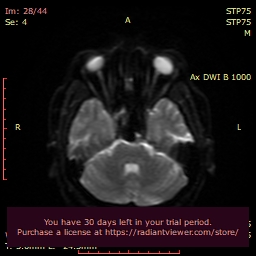 Im: 28/44
Se: 4
STP75
STP75
M
A
Ax DWI B 1000
R
L
You have 30 days left in your trial period.
Purchase a license at https://radiantviewer.com/store/